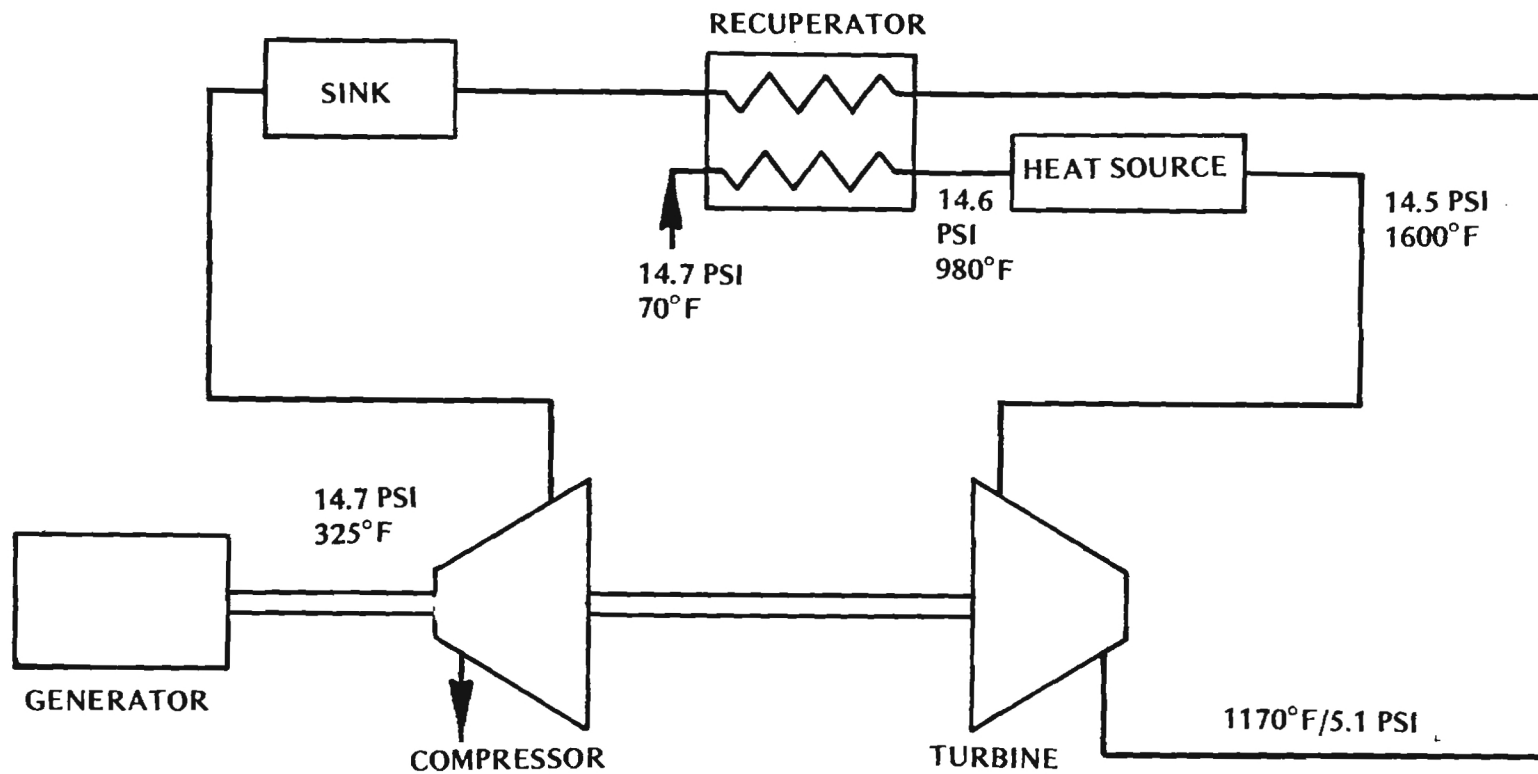 RECUPERATOR
SINK
HEAT SOURCE
14.6
PSI
980°F
14.5 PSI
1600°F
14.7 PSI
70°F
14.7 PSI
325°F
GENERATOR
COMPRESSOR
TURBINE
1170°F/5.1 PSI